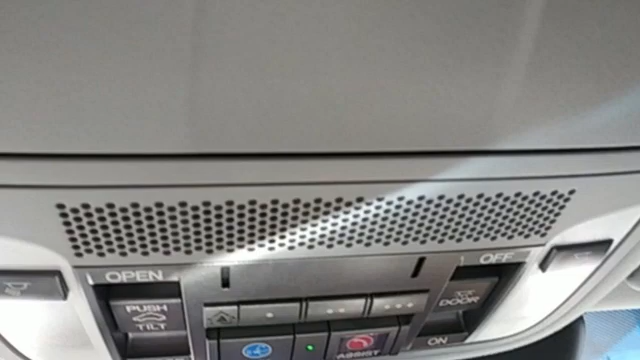 OPEN
OFF
PUSH
TILT
DOOR
ON
ASSIST